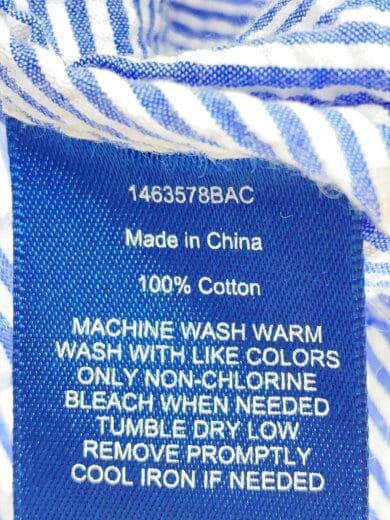 1463578BAC
Made in China
100% Cotton
MACHINE WASH WARM
WASH WITH LIKE COLORS
ONLY NON-CHLORINE
BLEACH WHEN NEEDED
TUMBLE DRY LOW
REMOVE PROMPTLY
COOL IRON IF NEEDED